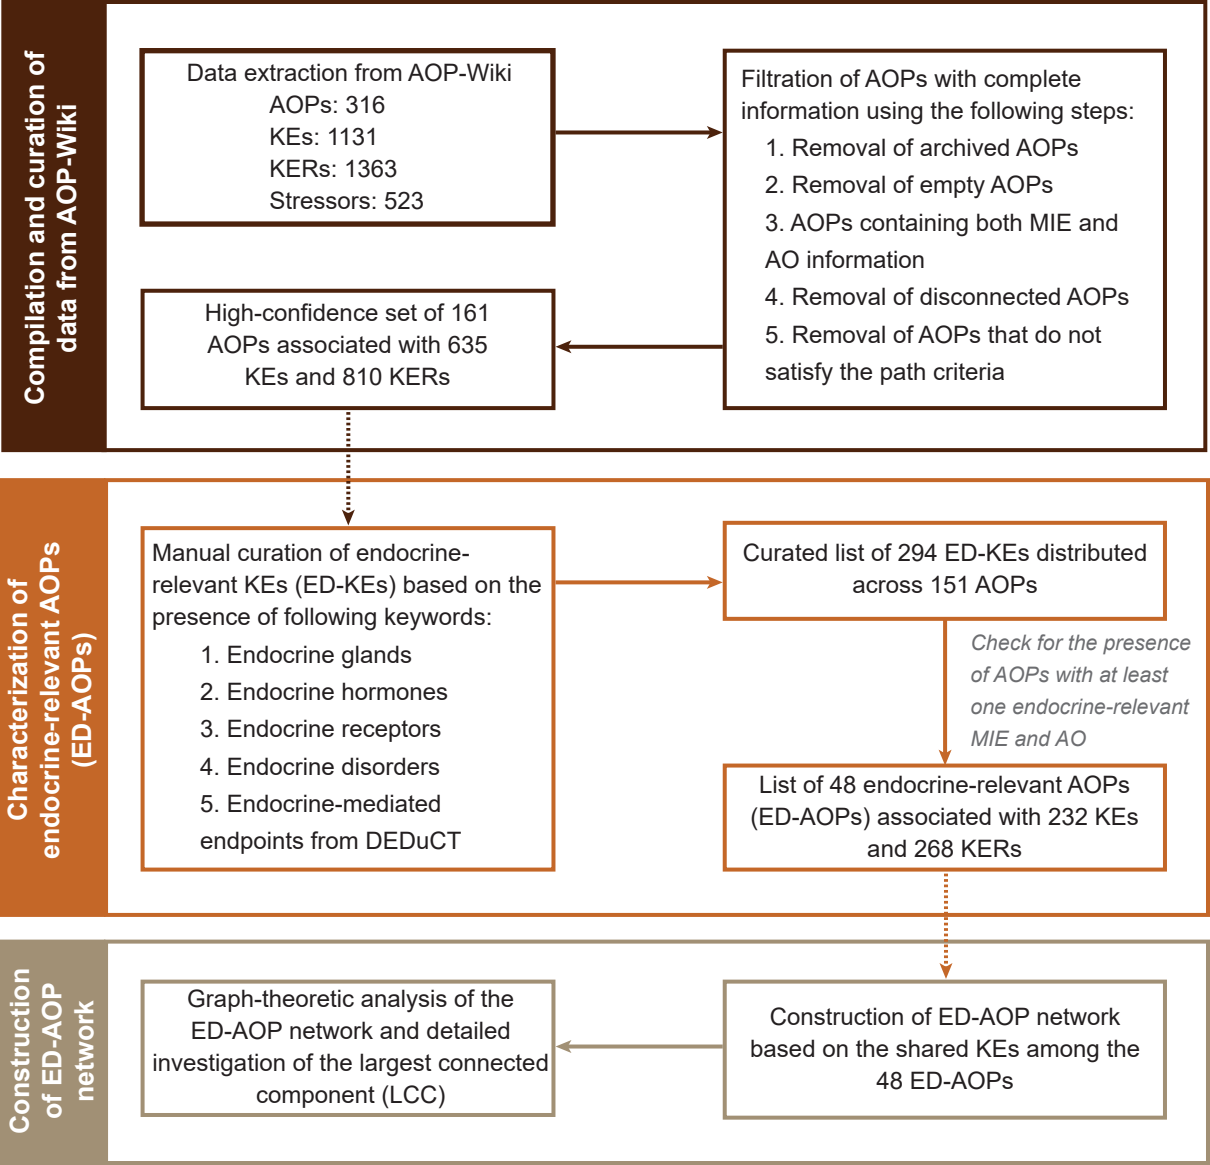 Compilation and curation of
data from AOP-Wiki
Data extraction from AOP-Wiki
AOPs: 316
KEs: 1131
KERs: 1363
Stressors: 523
Filtration of AOPs with complete
information using the following steps:
1. Removal of archived AOPs
2. Removal of empty AOPs
3. AOPs containing both MIE and
AO information
4. Removal of disconnected AOPs
5. Removal of AOPs that do not
satisfy the path criteria
High-confidence set of 161
AOPs associated with 635
KEs and 810 KERs
Characterization of
endocrine-relevant AOPs
(ED-AOPs)
Manual curation of endocrine-
relevant KEs (ED-KEs) based on the
presence of following keywords:
1. Endocrine glands
2. Endocrine hormones
3. Endocrine receptors
4. Endocrine disorders
5. Endocrine-mediated
endpoints from DEDuCT
Curated list of 294 ED-KEs distributed
across 151 AOPs
Check for the presence
of AOPs with at least
one endocrine-relevant
MIE and AO
List of 48 endocrine-relevant AOPs
(ED-AOPs) associated with 232 KEs
and 268 KERs
Construction
of ED-AOP
network
Construction of ED-AOP network
based on the shared KEs among the
48 ED-AOPs
Graph-theoretic analysis of the
ED-AOP network and detailed
investigation of the largest connected
component (LCC)